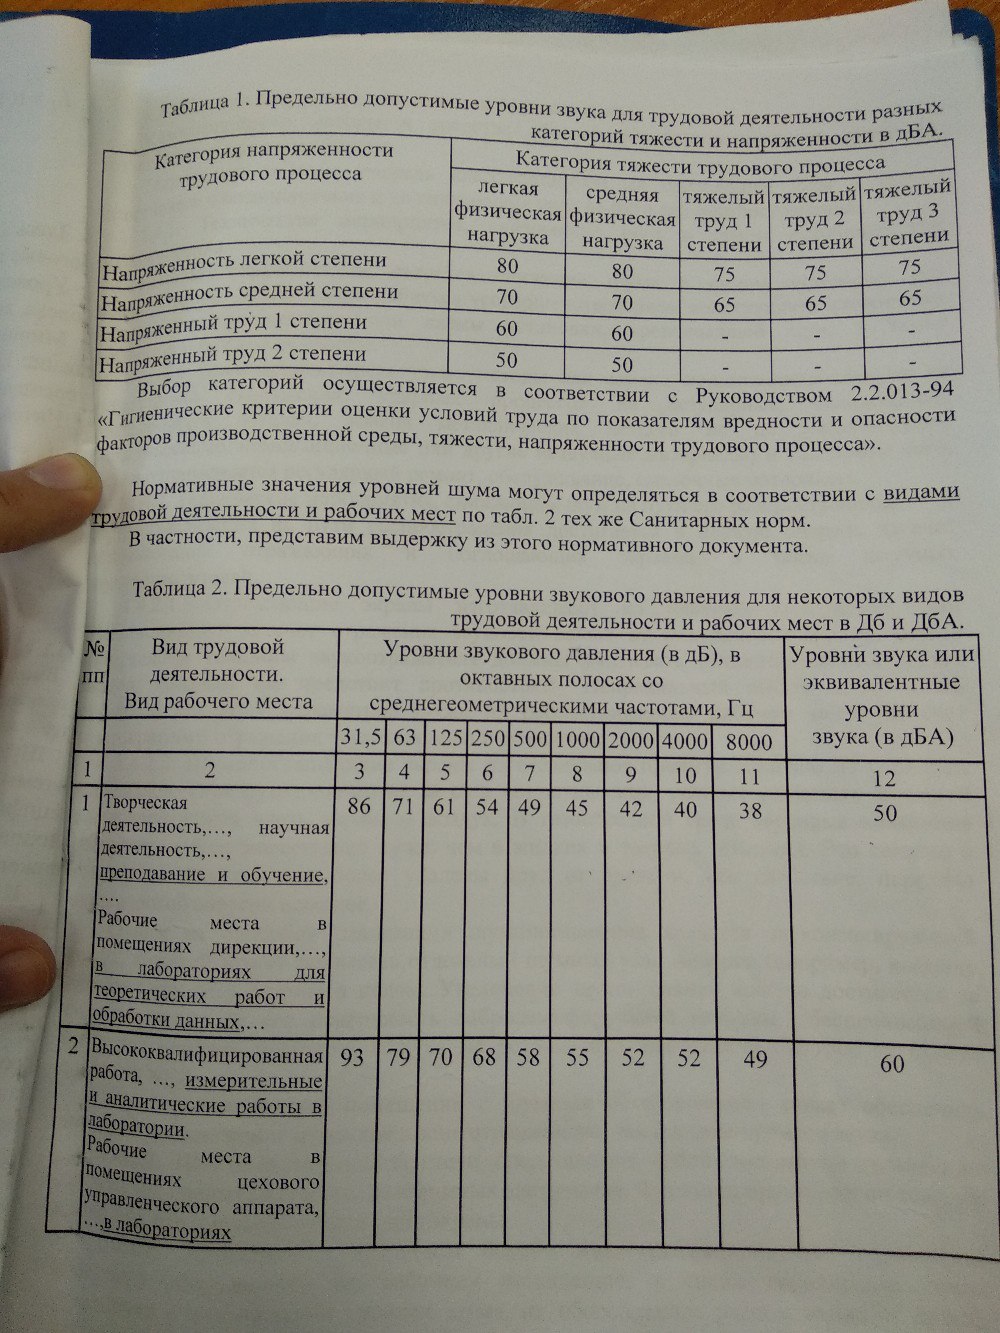 Таблица 1. Предельно допустимые уровни звука для трудовой деятельности разных
категорий тяжести и напряженности в дБА.
Категория напряженности
трудового процесса
Категория тяжести трудового процесса
легкая
физическая
нагрузка
средняя
физическая
нагрузка
тяжелый
труд 1
степени
тяжелый
труд 2
степени
тяжелый
труд 3
степени
Напряженность легкой степени 80 80 75 75 75
Напряженность средней степени 70 70 65 65 65
Напряженный труд 1 степени 60 60 - - -
Напряженный труд 2 степени 50 50 - - -
Выбор категорий осуществляется в соответствии с Руководством 2.2.013-94
«Гигиенические критерии оценки условий труда по показателям вредности и опасности
факторов производственной среды, тяжести, напряженности трудового процесса».
Нормативные значения уровней шума могут определяться в соответствии с видами
трудовой деятельности и рабочих мест по табл. 2 тех же Санитарных норм.
В частности, представим выдержку из этого нормативного документа.
Таблица 2. Предельно допустимые уровни звукового давления для некоторых видов
трудовой деятельности и рабочих мест в Дб и ДбА.
№
пп
Вид трудовой
деятельности.
Вид рабочего места
Уровни звукового давления (в дБ), в
октавных полосах со
среднегеометрическими частотами, Гц
Уровни звука или
эквивалентные
уровни
звука (в дБА)
31,5 63 125 250 500 1000 2000 4000 8000
1 2 3 4 5 6 7 8 9 10 11 12
1 Творческая 86 71 61 54 49 45 42 40 38 50
деятельность,…, научная
деятельность,…,
преподавание и обучение,
….
Рабочие места в
помещениях дирекции,…,
в лабораториях для
теоретических работ и
обработки данных,…
2 Высококвалифицированная 93 79 70 68 58 55 52 52 49 60
работа, …, измерительные
и аналитические работы в
лаборатории.
Рабочие места в
помещениях цехового
управленческого аппарата,
…,в лабораториях